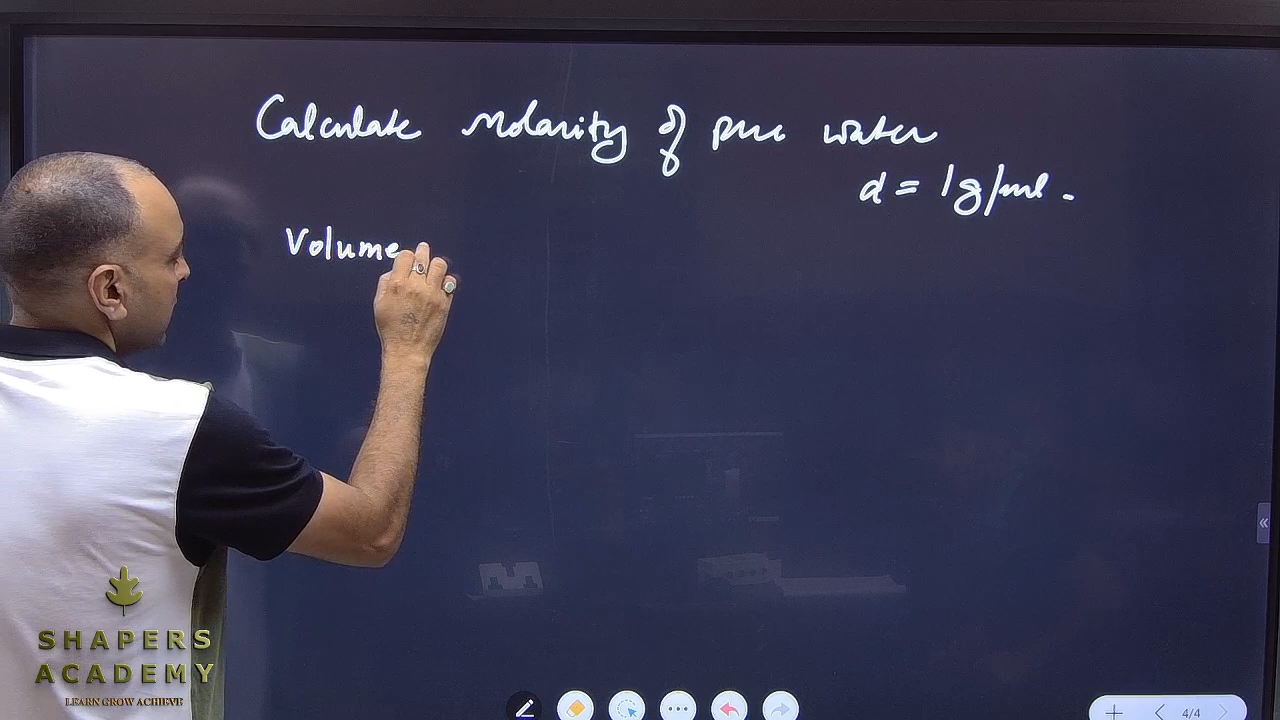 Calculate Molarity of pure water
d = 1g/ml.
Volume
SHAPERS
ACADEMY
LEARN GROW ACHIEVE
4/4